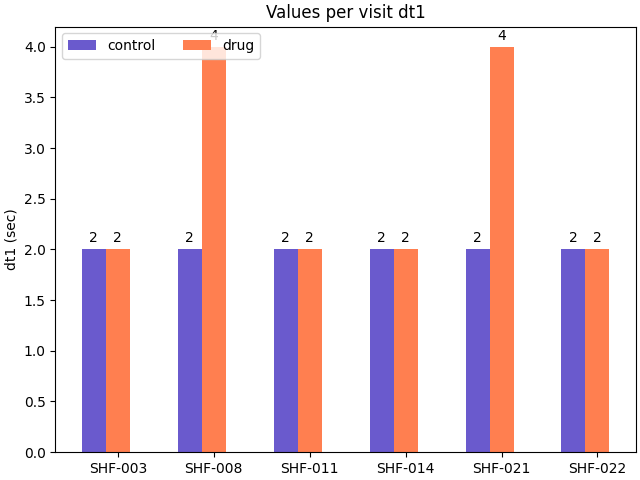 Values per visit dt1
control drug
4 4
4.0
3.5
3.0
2.5
2 2 2 2 2 2 2 2 2 2
2.0
1.5
1.0
0.5
0.0
dt1 (sec)
SHF-003 SHF-008 SHF-011 SHF-014 SHF-021 SHF-022